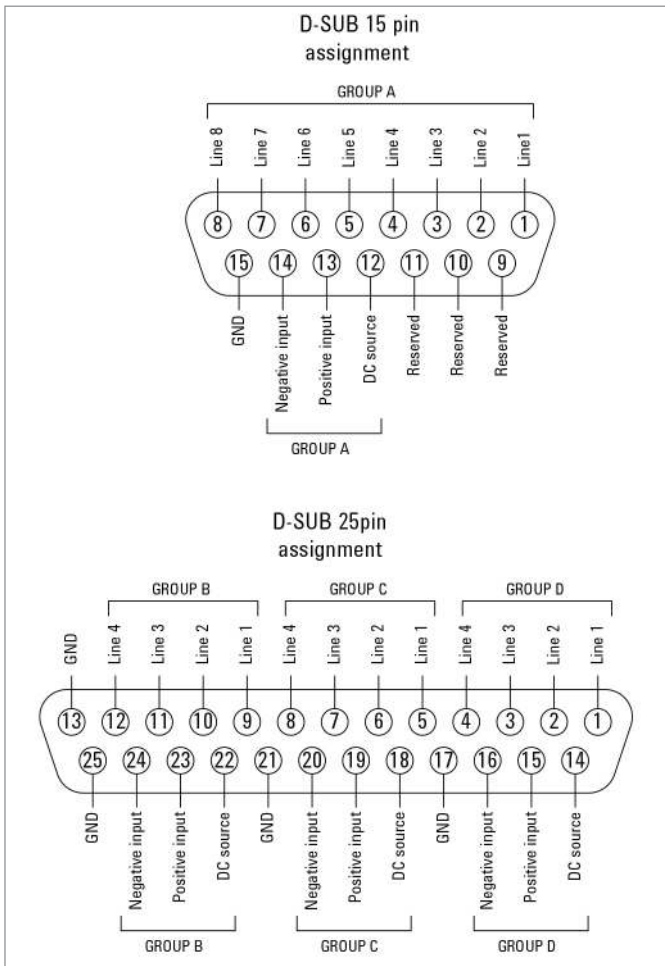 D-SUB 15 pin
assignment
GROUP A
Line 8 Line 7 Line 6 Line 5 Line 4 Line 3 Line 2 Line1
8 7 6 5 4 3 2 1
15 14 13 12 11 10 9
GND Negative input Positive input DC source Reserved Reserved Reserved
GROUP A
D-SUB 25pin
assignment
GROUP B GROUP C GROUP D
GND Line 4 Line 3 Line 2 Line 1 Line 4 Line 3 Line 2 Line 1 Line 4 Line 3 Line 2 Line 1
13 12 11 10 9 8 7 6 5 4 3 2 1
25 24 23 22 21 20 19 18 17 16 15 14
GND Negative input Positive input DC source GND Negative input Positive input DC source GND Negative input Positive input DC source
GROUP B GROUP C GROUP D